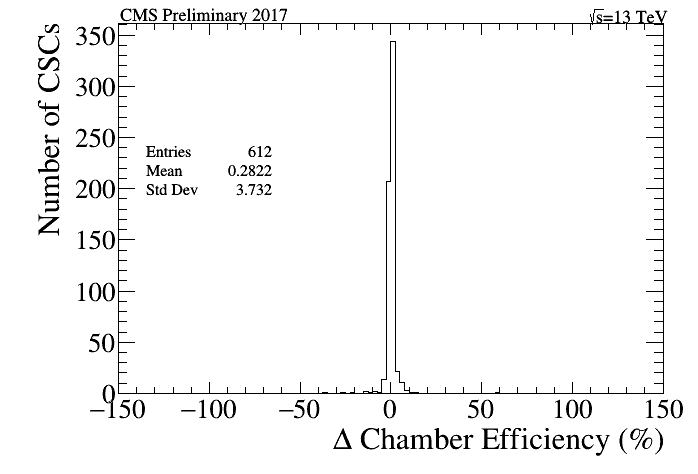 CMS Preliminary 2017
√s=13 TeV
Number of CSCs
350
300
250
200
150
100
50
0
Entries 612
Mean 0.2822
Std Dev 3.732
−150 −100 −50 0 50 100 150
Δ Chamber Efficiency (%)